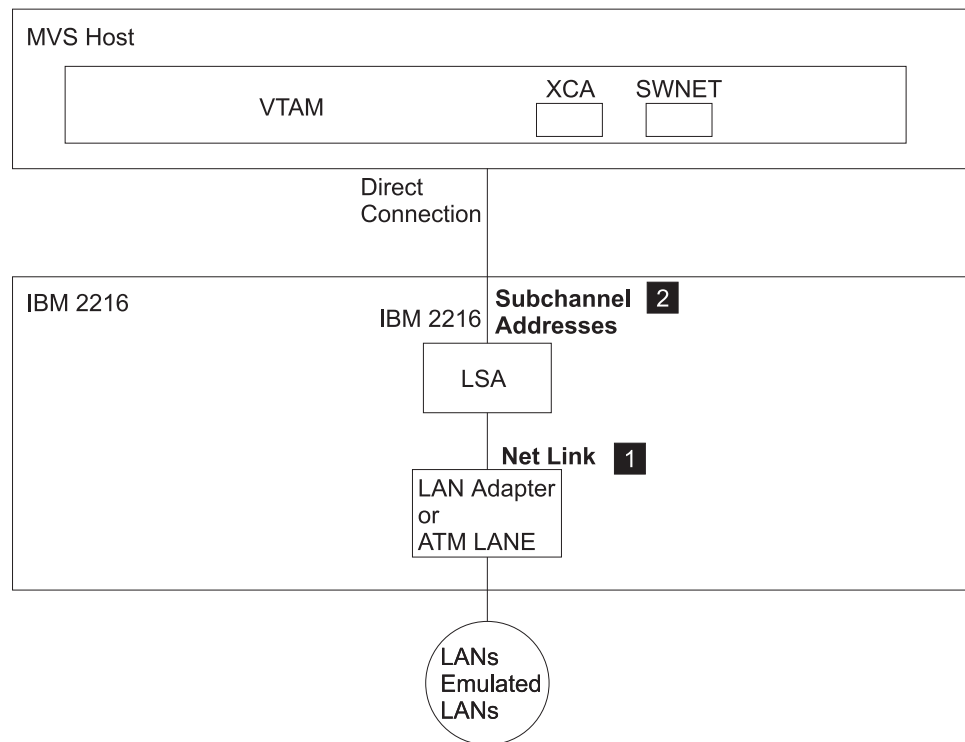 MVS Host
VTAM
XCA
SWNET
Direct
Connection
IBM 2216
IBM 2216
Subchannel 2
Addresses
LSA
Net Link 1
LAN Adapter
or
ATM LANE
LANs
Emulated
LANs